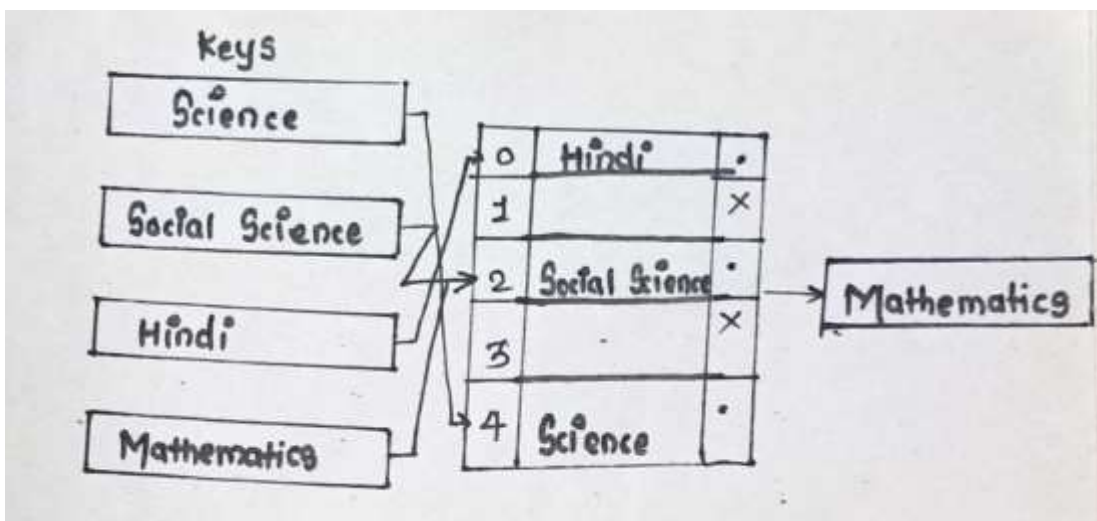 Keys
Science
Social Science
Hindi
Mathematics
0 Hindi .
1 X
2 Social Science .
3 X
4 Science .
Mathematics